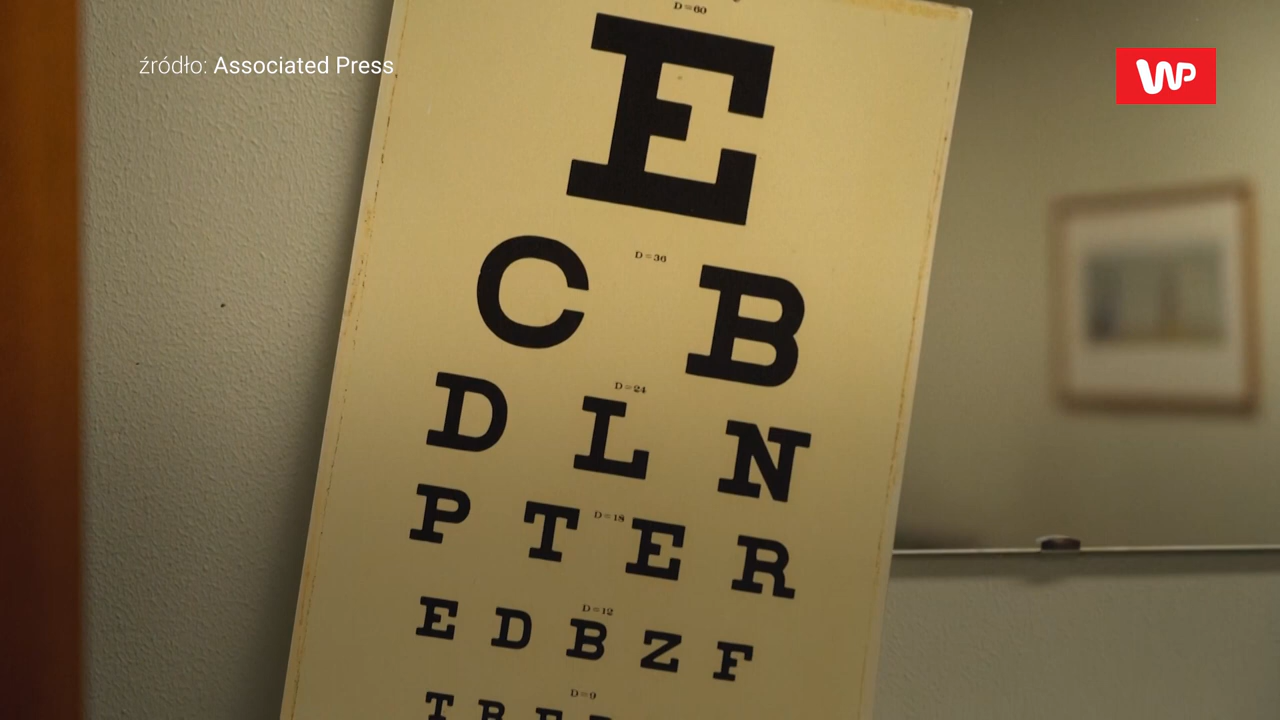 źródło: Associated Press
WP
D=60
E
D=36
C B
D=24
D L N
D=18
P T E R
D=12
E D B Z F
D=9